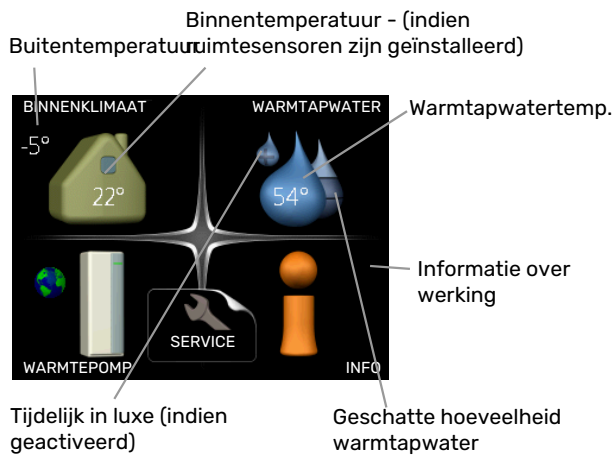 Binnentemperatuur - (indien
ruimtesensoren zijn geïnstalleerd)
Buitentemperatuur
BINNENKLIMAAT
WARMTAPWATER
Warmtapwatertemp.
-5°
22°
54°
Informatie over
werking
SERVICE
WARMTEPOMP
INFO
Tijdelijk in luxe (indien
geactiveerd)
Geschatte hoeveelheid
warmtapwater